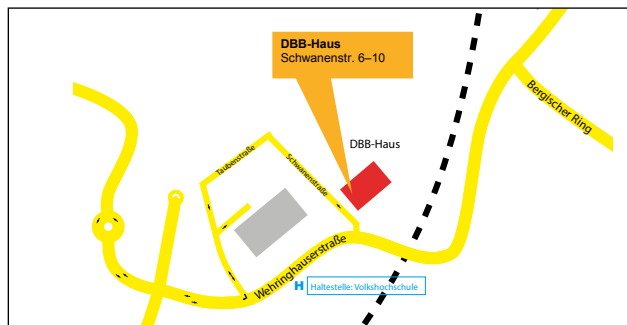 DBB-Haus
Schwanenstr. 6–10
Bergischer Ring
DBB-Haus
Taubenstraße
Schwanenstraße
Wehringhauserstraße
H Haltestelle: Volkshochschule